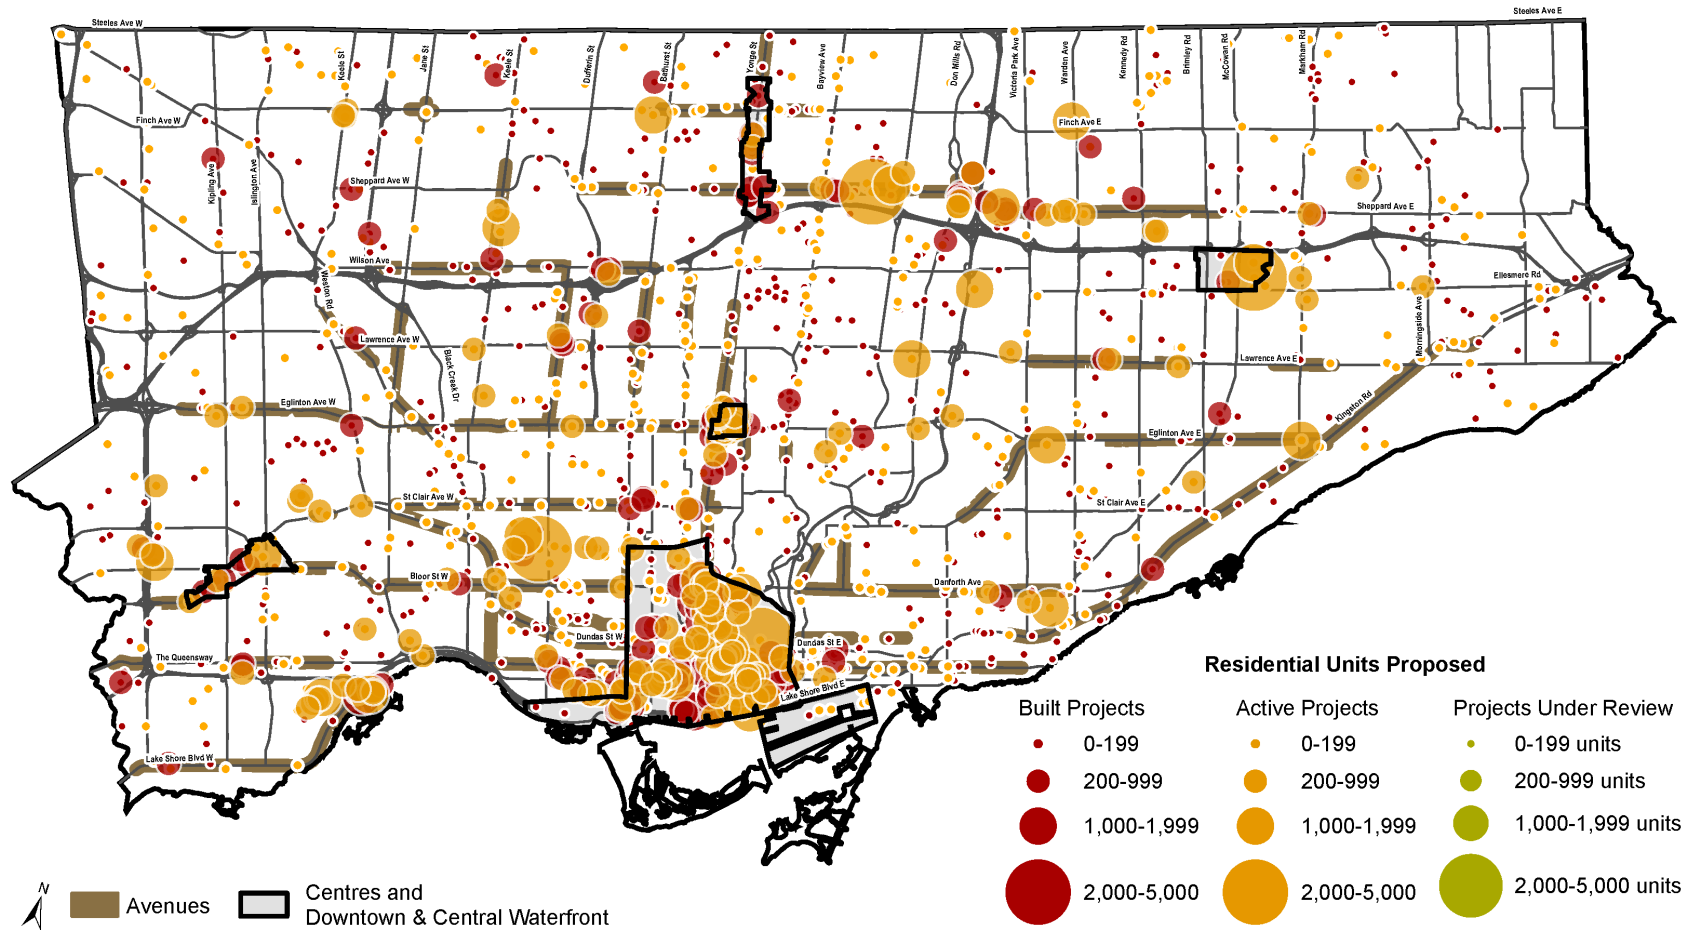 Steeles Ave W
Steeles Ave E
Keele St
Jane St
Keele St
Dufferin St
Bathurst St
Yonge St
Bayview Ave
Don Mills Rd
Victoria Park Ave
Warden Ave
Kennedy Rd
Brimley Rd
McCowan Rd
Markham Rd
Finch Ave W
Finch Ave E
Kipling Ave
Islington Ave
Sheppard Ave W
Sheppard Ave E
Wilson Ave
Weston Rd
Ellesmere Rd
Morningside Ave
Lawrence Ave W
Lawrence Ave E
Black Creek Dr
Eglinton Ave W
Eglinton Ave E
Kingston Rd
St Clair Ave W
St Clair Ave E
Bloor St W
Danforth Ave
Dundas St W
Dundas St E
The Queensway
Lake Shore Blvd E
Lake Shore Blvd W
Residential Units Proposed
Built Projects Active Projects Projects Under Review
0-199 0-199 0-199 units
200-999 200-999 200-999 units
1,000-1,999 1,000-1,999 1,000-1,999 units
2,000-5,000 2,000-5,000 2,000-5,000 units
N
Avenues
Centres and
Downtown & Central Waterfront